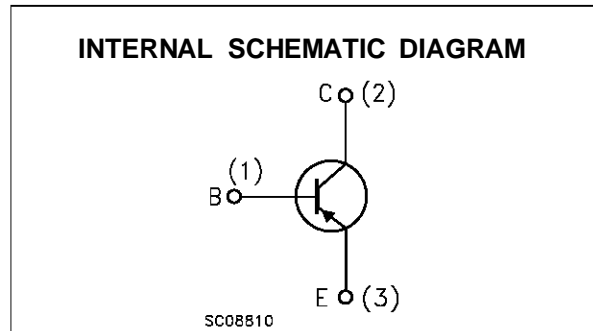 INTERNAL SCHEMATIC DIAGRAM
C (2)
(1)
B
E (3)
SC08810